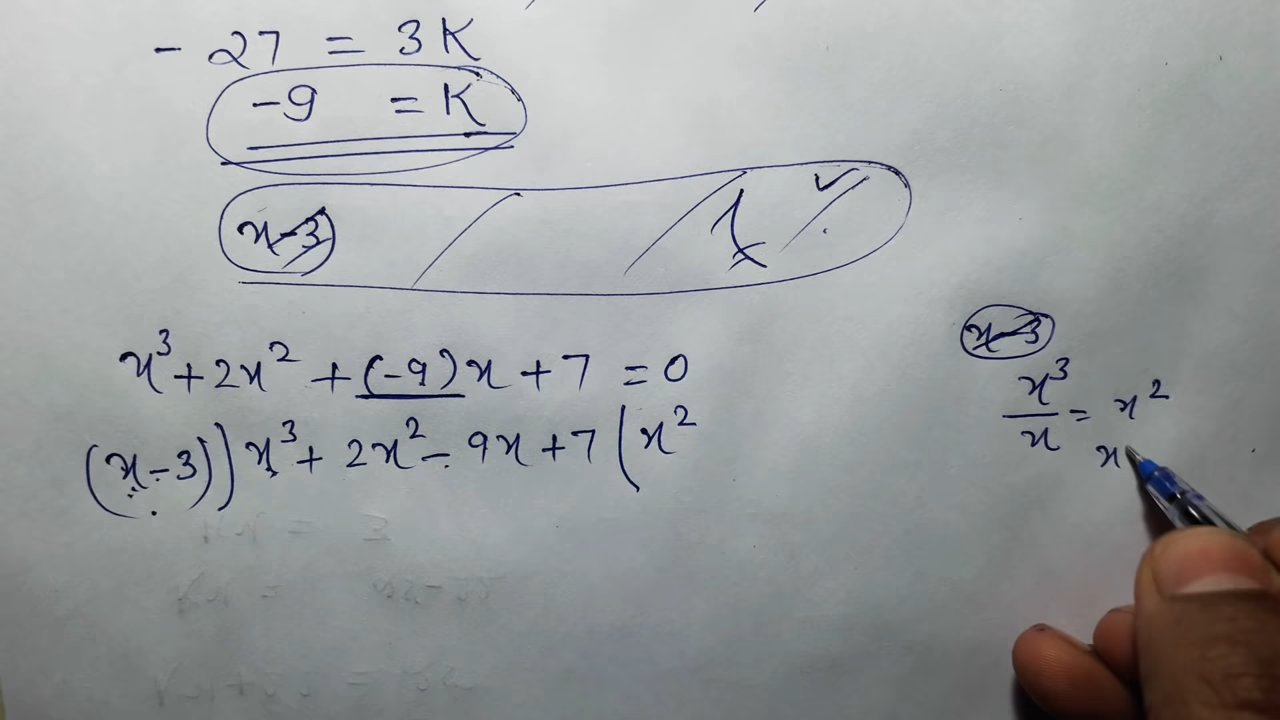 - 27 = 3K
-9 = K
x-3
x-3
x³ + 2x² + (-9)x + 7 = 0
x³/x = x²
(x-3)) x³ + 2x² - 9x + 7 (x²
x